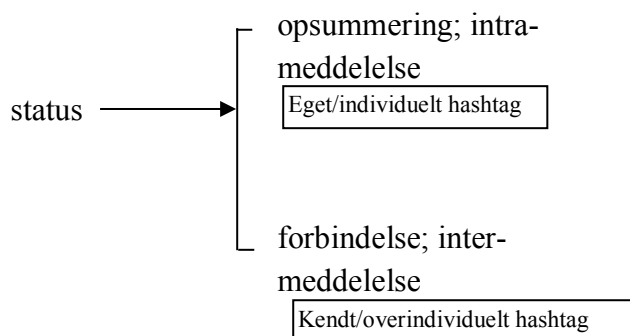 opsummering; intra-
meddelelse
Eget/individuelt hashtag
status
forbindelse; inter-
meddelelse
Kendt/overindividuelt hashtag